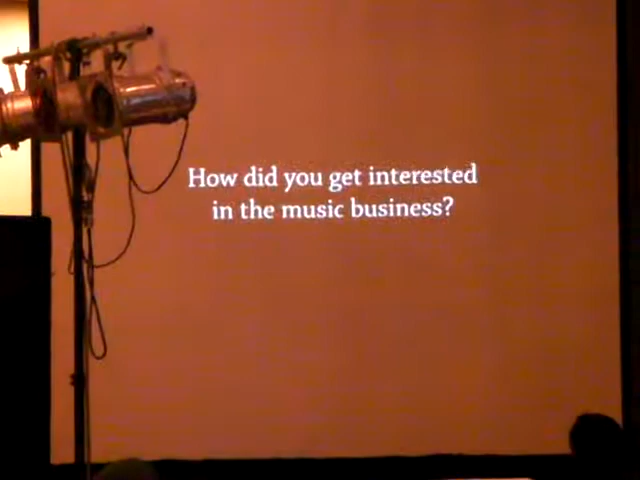 How did you get interested
in the music business?